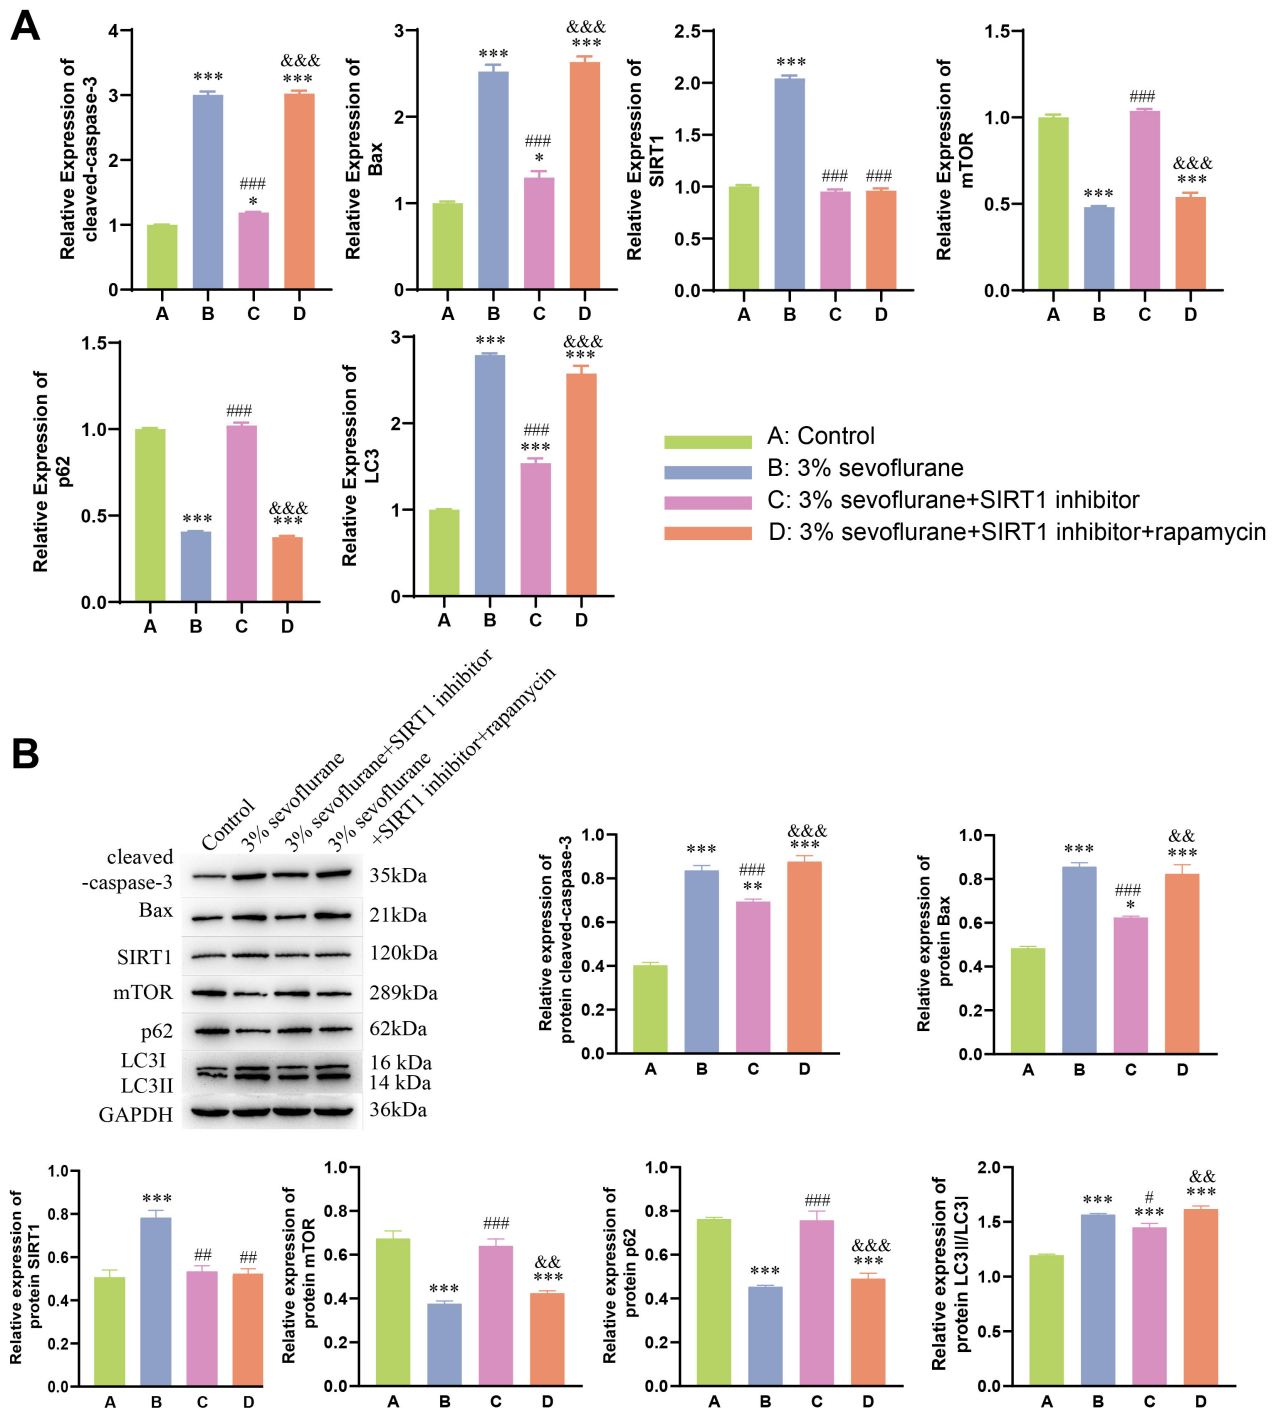 A
Relative Expression of
cleaved-caspase-3
4
3
2
1
0
***
###
*
&&&
***
A B C D
Relative Expression of
Bax
3
2
1
0
***
###
*
&&&
***
A B C D
Relative Expression of
SIRT1
2.5
2.0
1.5
1.0
0.5
0.0
***
###
###
A B C D
Relative Expression of
mTOR
1.5
1.0
0.5
0.0
***
###
&&&
***
A B C D
Relative Expression of
p62
1.5
1.0
0.5
0.0
***
###
&&&
***
A B C D
Relative Expression of
LC3
3
2
1
0
***
###
***
&&&
***
A B C D
A: Control
B: 3% sevoflurane
C: 3% sevoflurane+SIRT1 inhibitor
D: 3% sevoflurane+SIRT1 inhibitor+rapamycin
B
Control
3% sevoflurane
3% sevoflurane+SIRT1 inhibitor
3% sevoflurane
+SIRT1 inhibitor+rapamycin
cleaved
-caspase-3
35kDa
Bax
21kDa
SIRT1
120kDa
mTOR
289kDa
p62
62kDa
LC3I
16 kDa
LC3II
14 kDa
GAPDH
36kDa
Relative expression of
protein cleaved-caspase-3
1.0
0.8
0.6
0.4
0.2
0.0
***
###
**
&&&
***
A B C D
Relative expression of
protein Bax
1.0
0.8
0.6
0.4
0.2
0.0
***
###
*
&&
***
A B C D
Relative expression of
protein SIRT1
1.0
0.8
0.6
0.4
0.2
0.0
***
##
##
A B C D
Relative expression of
protein mTOR
1.0
0.8
0.6
0.4
0.2
0.0
***
###
&&
***
A B C D
Relative expression of
protein p62
1.0
0.8
0.6
0.4
0.2
0.0
***
###
&&&
***
A B C D
Relative expression of
protein LC3II/LC3I
2.0
1.5
1.0
0.5
0.0
***
#
***
&&
***
A B C D